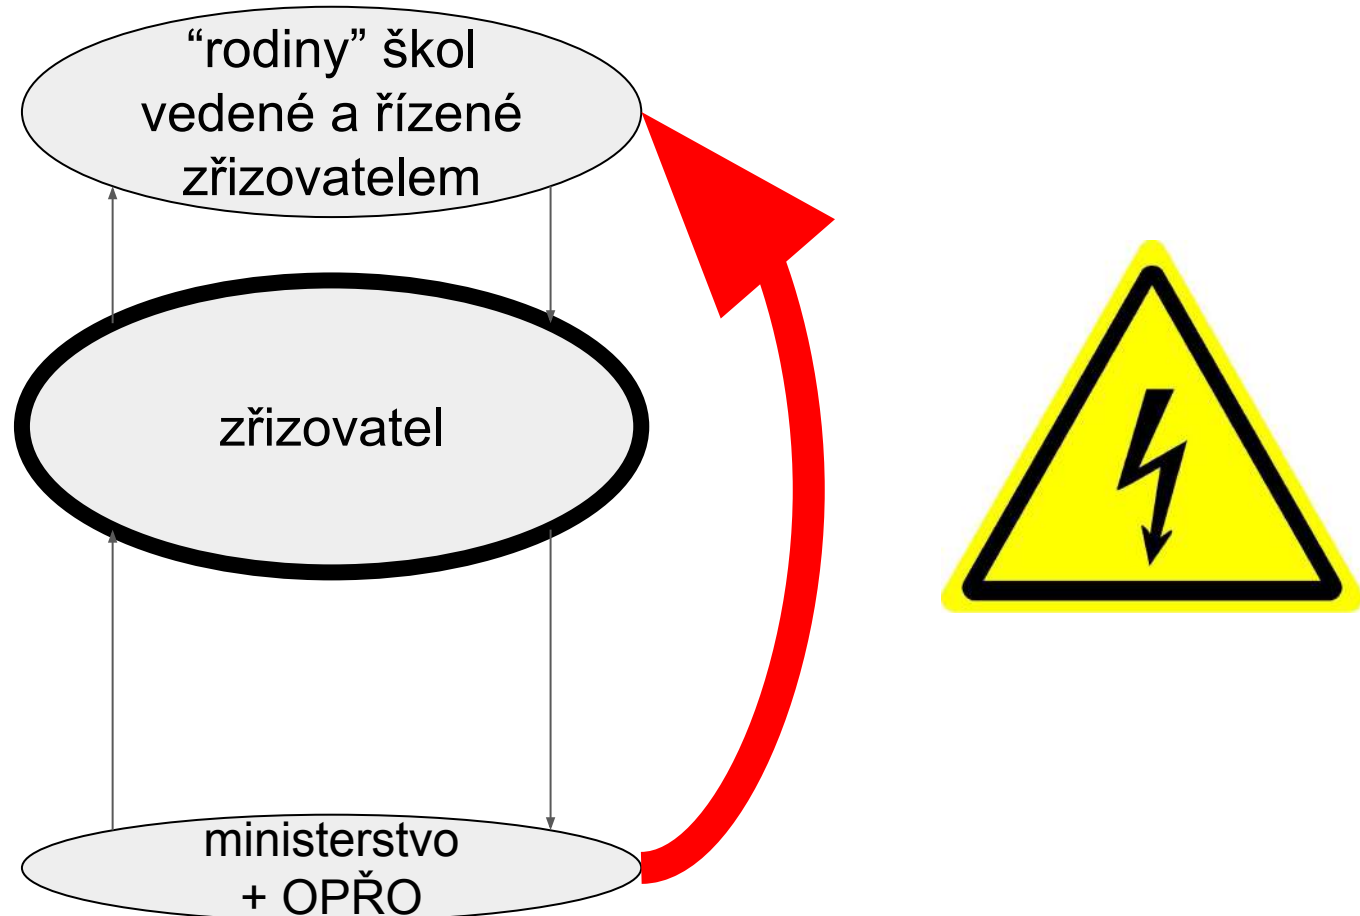 “rodiny” škol
vedené a řízené
zřizovatelem
zřizovatel
ministerstvo
+ OPŘO